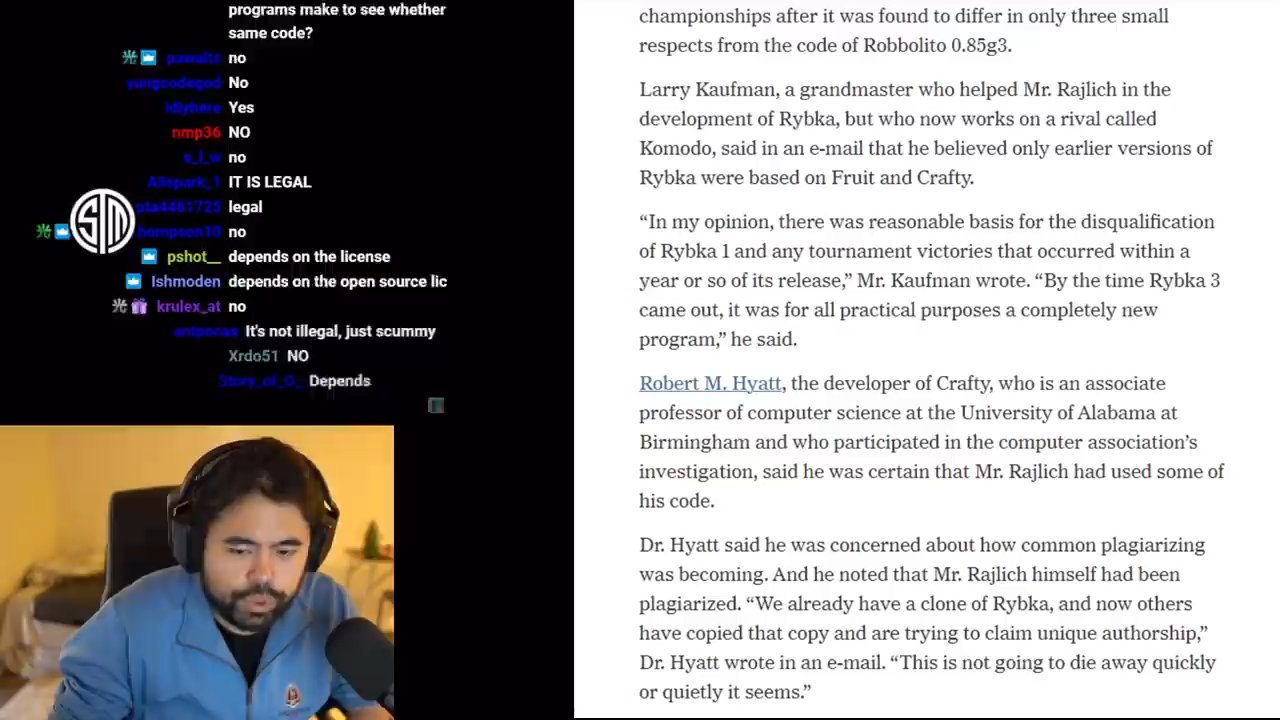 programs make to see whether
same code?
pawaltz no
yungcodegod No
idlyhere Yes
nmp36 NO
s_l_w no
Allspark_1 IT IS LEGAL
pta4461725 legal
hompson10 no
pshot__ depends on the license
Ishmoden depends on the open source lic
krulex_at no
It's not illegal, just scummy
Xrdo51 NO
Story_of_O_ Depends
championships after it was found to differ in only three small
respects from the code of Robbolito 0.85g3.
Larry Kaufman, a grandmaster who helped Mr. Rajlich in the
development of Rybka, but who now works on a rival called
Komodo, said in an e-mail that he believed only earlier versions of
Rybka were based on Fruit and Crafty.
“In my opinion, there was reasonable basis for the disqualification
of Rybka 1 and any tournament victories that occurred within a
year or so of its release,” Mr. Kaufman wrote. “By the time Rybka 3
came out, it was for all practical purposes a completely new
program,” he said.
Robert M. Hyatt, the developer of Crafty, who is an associate
professor of computer science at the University of Alabama at
Birmingham and who participated in the computer association’s
investigation, said he was certain that Mr. Rajlich had used some of
his code.
Dr. Hyatt said he was concerned about how common plagiarizing
was becoming. And he noted that Mr. Rajlich himself had been
plagiarized. “We already have a clone of Rybka, and now others
have copied that copy and are trying to claim unique authorship,”
Dr. Hyatt wrote in an e-mail. “This is not going to die away quickly
or quietly it seems.”